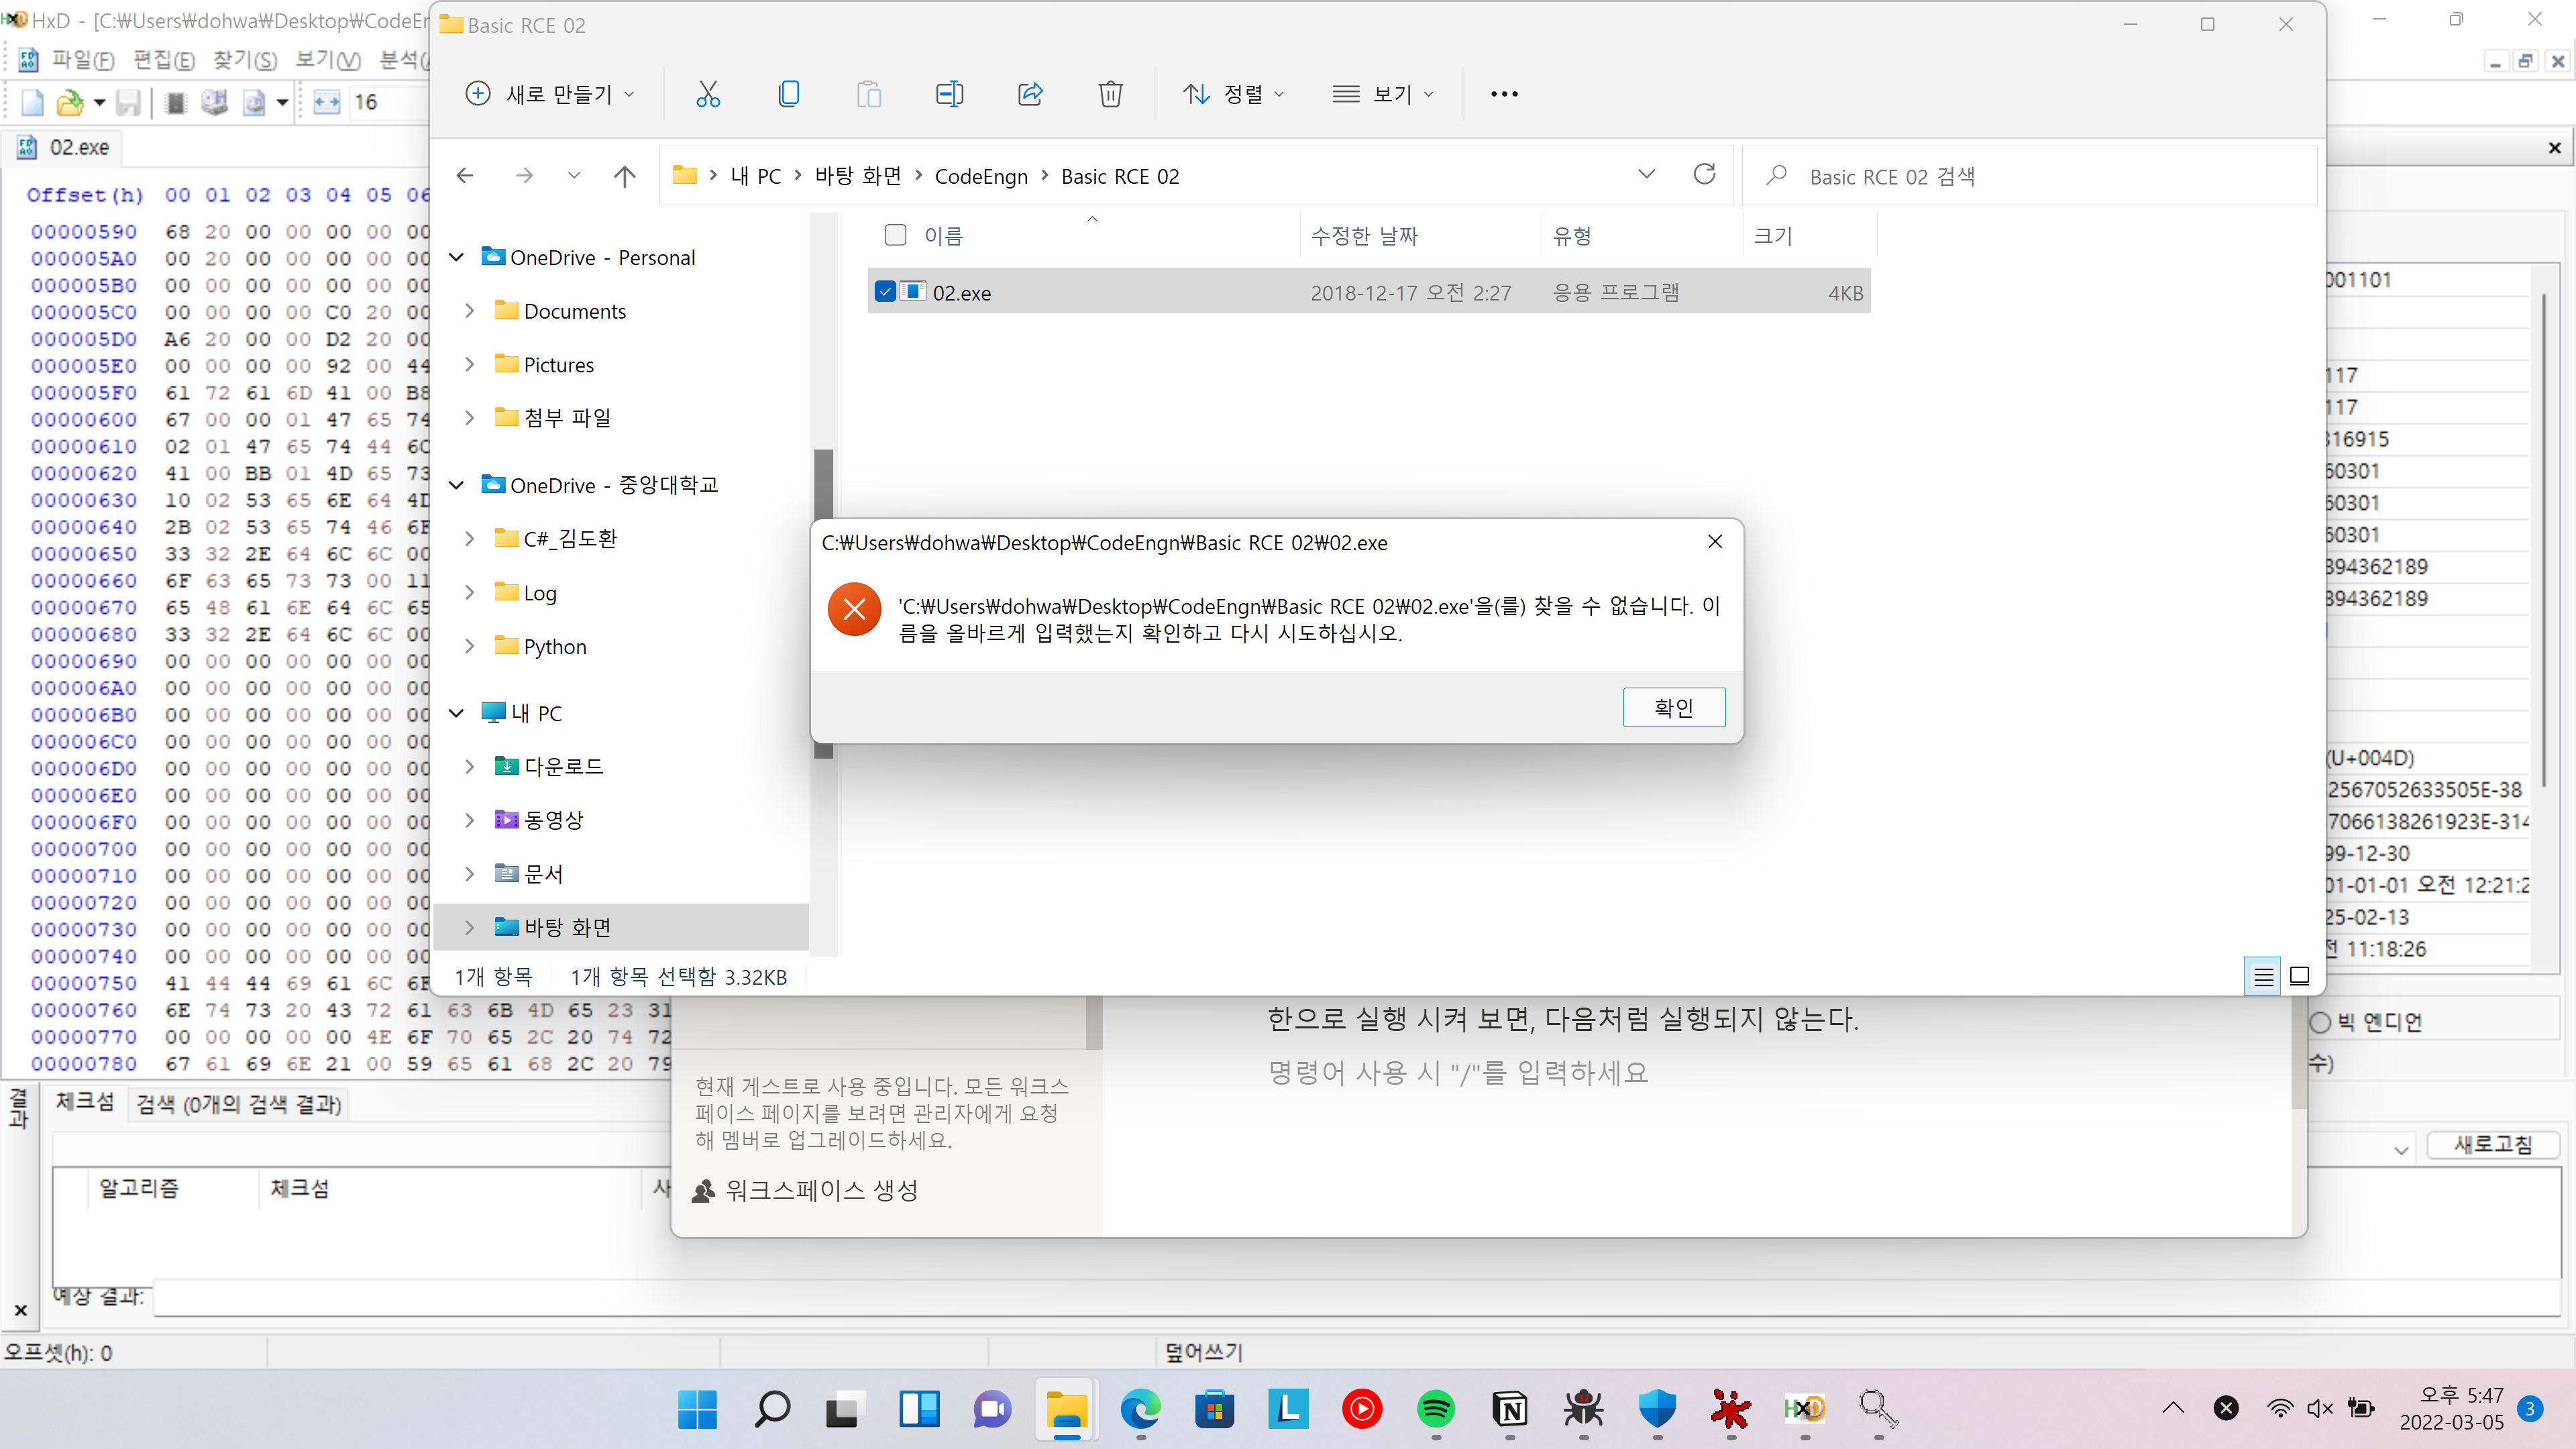 HxD - [C:₩Users₩dohwa₩Desktop₩CodeEr
파일(F) 편집(E) 찾기(S) 보기(V) 분석(
16
02.exe
Offset(h) 00 01 02 03 04 05 06
00000590 68 20 00 00 00 00 00
000005A0 00 20 00 00 00 00 00
000005B0 00 00 00 00 00 00 00
000005C0 00 00 00 00 C0 20 00
000005D0 A6 20 00 00 D2 20 00
000005E0 00 00 00 00 92 00 44
000005F0 61 72 61 6D 41 00 B8
00000600 67 00 00 01 47 65 74
00000610 02 01 47 65 74 44 6C
00000620 41 00 BB 01 4D 65 73
00000630 10 02 53 65 6E 64 4D
00000640 2B 02 53 65 74 46 6F
00000650 33 32 2E 64 6C 6C 00
00000660 6F 63 65 73 73 00 11
00000670 65 48 61 6E 64 6C 65
00000680 33 32 2E 64 6C 6C 00
00000690 00 00 00 00 00 00 00
000006A0 00 00 00 00 00 00 00
000006B0 00 00 00 00 00 00 00
000006C0 00 00 00 00 00 00 00
000006D0 00 00 00 00 00 00 00
000006E0 00 00 00 00 00 00 00
000006F0 00 00 00 00 00 00 00
00000700 00 00 00 00 00 00 00
00000710 00 00 00 00 00 00 00
00000720 00 00 00 00 00 00 00
00000730 00 00 00 00 00 00 00
00000740 00 00 00 00 00 00 00
00000750 41 44 44 69 61 6C 6F
00000760 6E 74 73 20 43 72 61 63 6B 4D 65 23 31
00000770 00 00 00 00 00 4E 6F 70 65 2C 20 74 72
00000780 67 61 69 6E 21 00 59 65 61 68 2C 20 79
Basic RCE 02
새로 만들기
정렬
보기
내 PC
바탕 화면
CodeEngn
Basic RCE 02
Basic RCE 02 검색
OneDrive - Personal
Documents
Pictures
첨부 파일
OneDrive - 중앙대학교
C#_김도환
Log
Python
내 PC
다운로드
동영상
문서
바탕 화면
이름 수정한 날짜 유형 크기
02.exe 2018-12-17 오전 2:27 응용 프로그램 4KB
1개 항목 1개 항목 선택함 3.32KB
C:₩Users₩dohwa₩Desktop₩CodeEngn₩Basic RCE 02₩02.exe
'C:₩Users₩dohwa₩Desktop₩CodeEngn₩Basic RCE 02₩02.exe'을(를) 찾을 수 없습니다. 이
름을 올바르게 입력했는지 확인하고 다시 시도하십시오.
확인
001101
117
117
316915
60301
60301
60301
894362189
894362189
(U+004D)
2567052633505E-38
7066138261923E-314
99-12-30
01-01-01 오전 12:21:2
25-02-13
전 11:18:26
빅 엔디언
수)
한으로 실행 시켜 보면, 다음처럼 실행되지 않는다.
명령어 사용 시 "/"를 입력하세요
현재 게스트로 사용 중입니다. 모든 워크스
페이스 페이지를 보려면 관리자에게 요청
해 멤버로 업그레이드하세요.
워크스페이스 생성
결과
체크섬 검색 (0개의 검색 결과)
새로고침
알고리즘 체크섬 사
예상 결과:
오프셋(h): 0
덮어쓰기
오후 5:47
2022-03-05
3